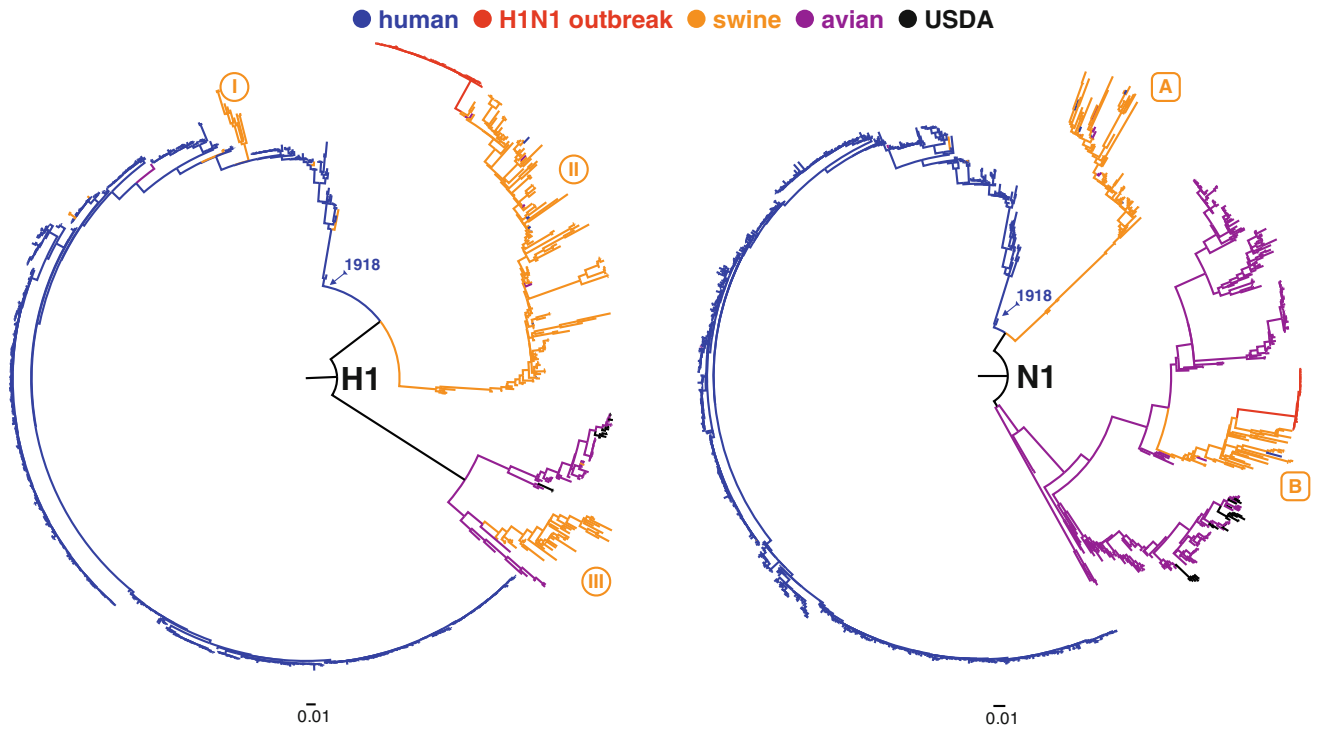 human H1N1 outbreak swine avian USDA
I
II
1918
H1
III
0.01
A
1918
N1
B
0.01